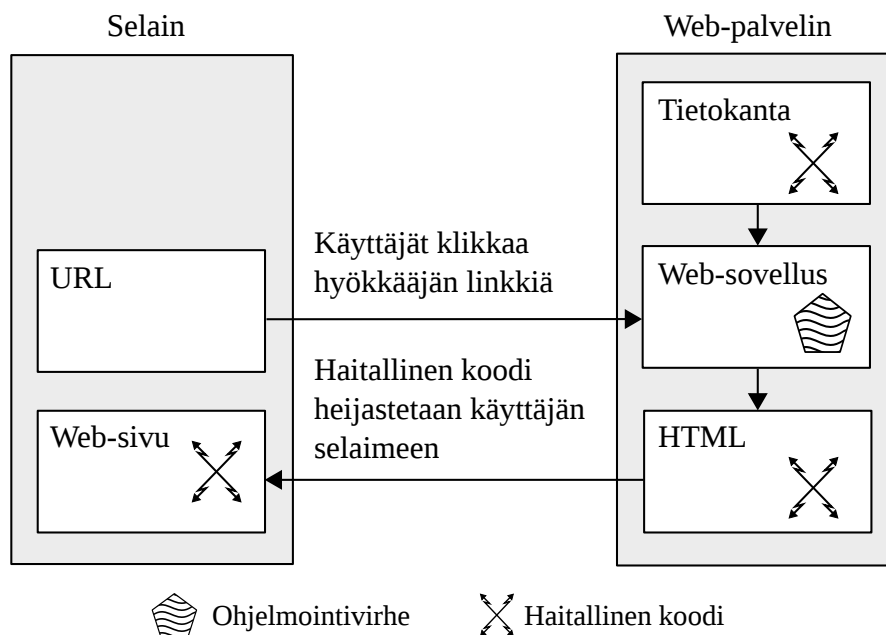 Selain
Web-palvelin
Tietokanta
Käyttäjät klikkaa
hyökkääjän linkkiä
URL
Web-sovellus
Haitallinen koodi
heijastetaan käyttäjän
selaimeen
Web-sivu
HTML
Ohjelmointivirhe
Haitallinen koodi